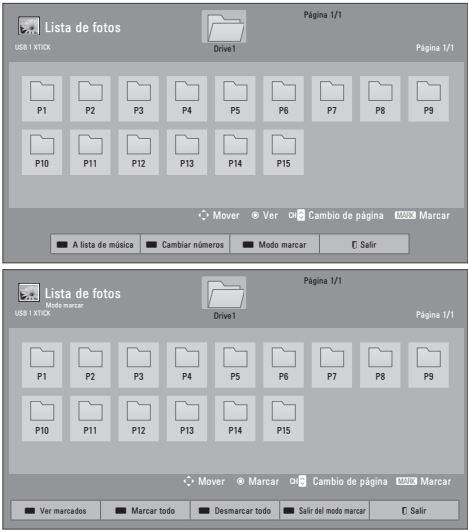 Lista de fotos
Página 1/1
USB 1 XTICK
Drive1
Página 1/1
P1 P2 P3 P4 P5 P6 P7 P8 P9
P10 P11 P12 P13 P14 P15
Mover Ver CH Cambio de página MARK Marcar
A lista de música Cambiar números Modo marcar Salir
Lista de fotos
Página 1/1
Modo marcar
USB 1 XTICK
Drive1
Página 1/1
P1 P2 P3 P4 P5 P6 P7 P8 P9
P10 P11 P12 P13 P14 P15
Mover Marcar CH Cambio de página MARK Marcar
Ver marcados Marcar todo Desmarcar todo Salir del modo marcar Salir